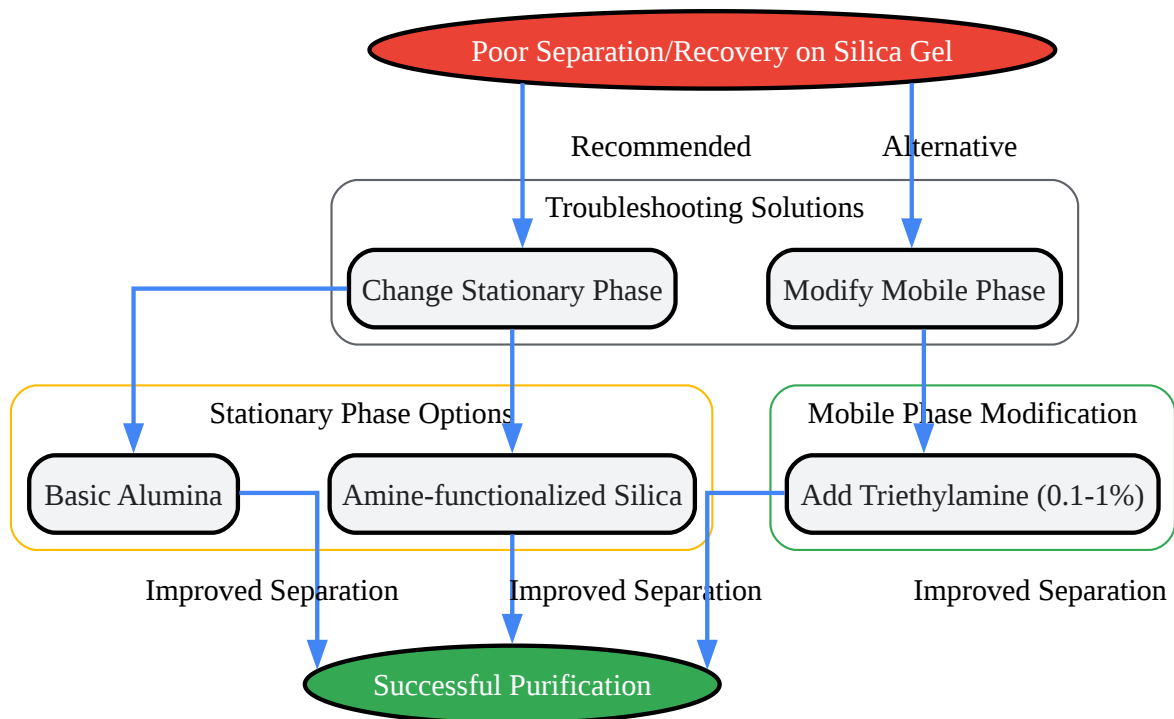 Poor Separation/Recovery on Silica Gel
Recommended
Alternative
Troubleshooting Solutions
Change Stationary Phase
Modify Mobile Phase
Stationary Phase Options
Mobile Phase Modification
Basic Alumina
Amine-functionalized Silica
Add Triethylamine (0.1-1%)
Improved Separation
Improved Separation
Improved Separation
Successful Purification